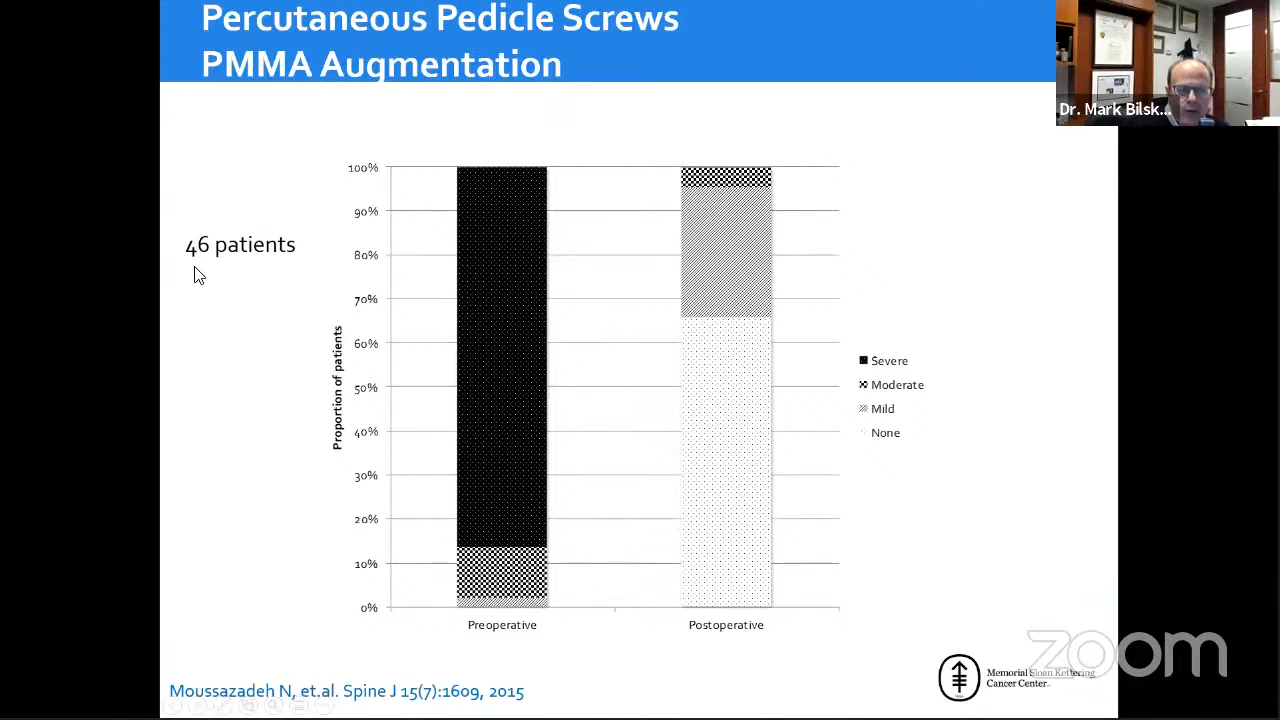 Percutaneous Pedicle Screws
PMMA Augmentation
Dr. Mark Bilsk...
46 patients
Proportion of patients
100%
90%
80%
70%
60%
50%
40%
30%
20%
10%
0%
Preoperative
Postoperative
Severe
Moderate
Mild
None
Moussazadeh N, et.al. Spine J 15(7):1609, 2015
Memorial Sloan Kettering
Cancer Center
zoom